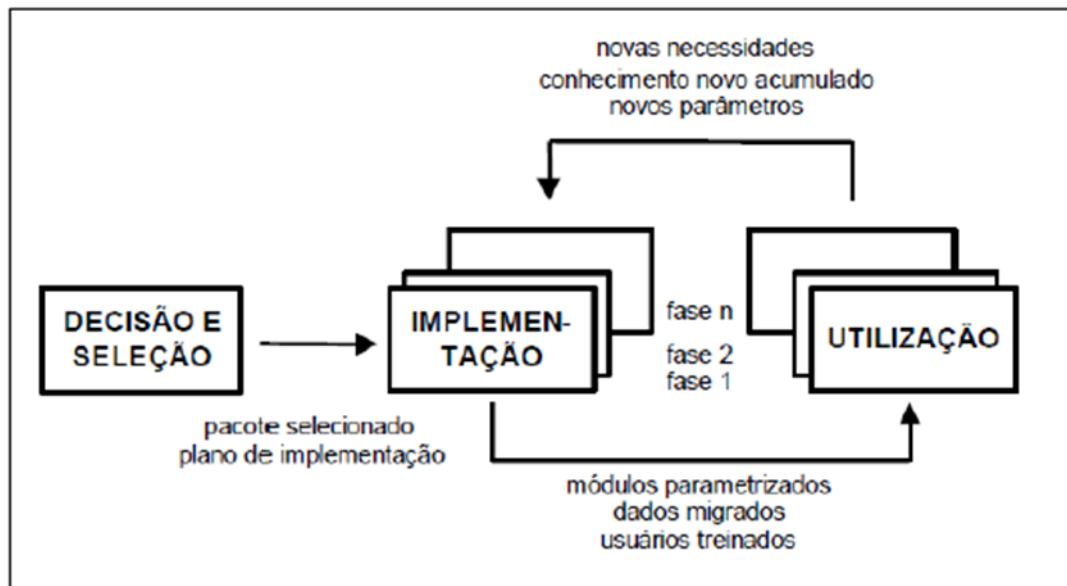 novas necessidades
conhecimento novo acumulado
novos parâmetros
DECISÃO E
SELEÇÃO
IMPLEMEN-
TAÇÃO
fase n
fase 2
fase 1
UTILIZAÇÃO
pacote selecionado
plano de implementação
módulos parametrizados
dados migrados
usuários treinados